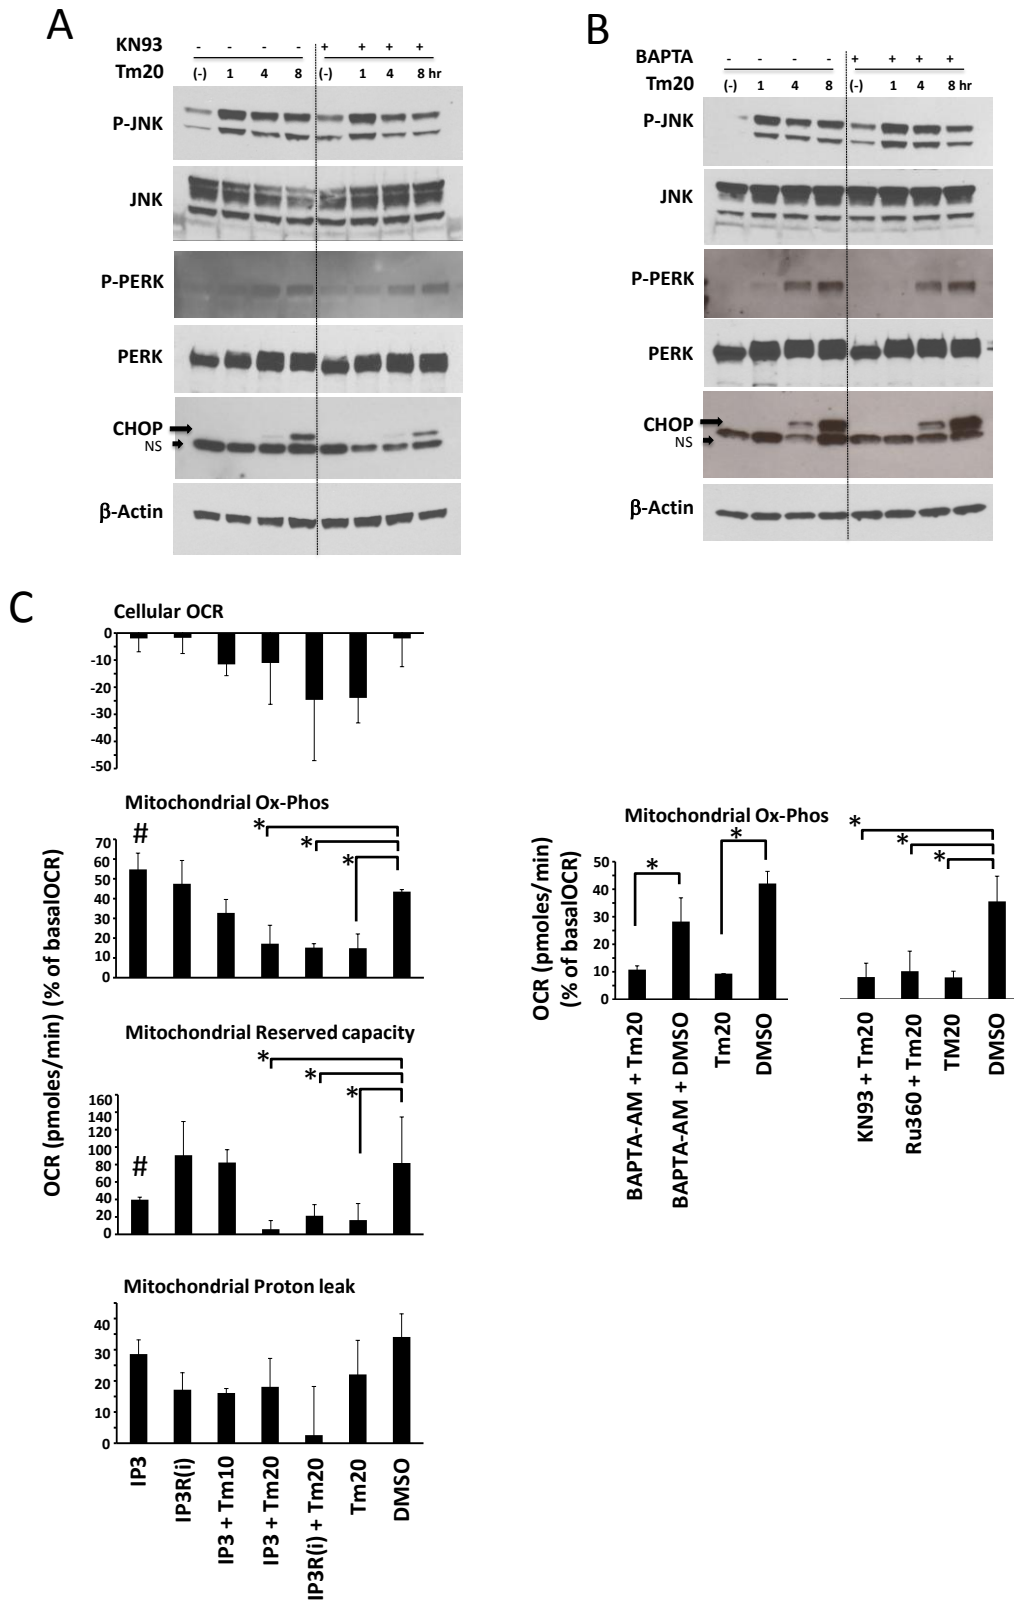 A
KN93 - - - - + + + +
Tm20 (-) 1 4 8 (-) 1 4 8 hr
P-JNK
JNK
P-PERK
PERK
CHOP
NS
β-Actin
B
BAPTA - - - - + + + +
Tm20 (-) 1 4 8 (-) 1 4 8 hr
P-JNK
JNK
P-PERK
PERK
CHOP
NS
β-Actin
C
Cellular OCR
0
-10
-20
-30
-40
-50
OCR (pmoles/min) (% of basalOCR)
Mitochondrial Ox-Phos
70
60
50
40
30
20
10
0
#
*
*
*
Mitochondrial Reserved capacity
160
140
120
100
80
60
40
20
0
#
*
*
*
Mitochondrial Proton leak
40
30
20
10
0
IP3
IP3R(i)
IP3 + Tm10
IP3 + Tm20
IP3R(i) + Tm20
Tm20
DMSO
Mitochondrial Ox-Phos
OCR (pmoles/min)
(% of basalOCR)
50
40
30
20
10
0
*
*
BAPTA-AM + Tm20
BAPTA-AM + DMSO
Tm20
DMSO
*
*
*
KN93 + Tm20
Ru360 + Tm20
TM20
DMSO